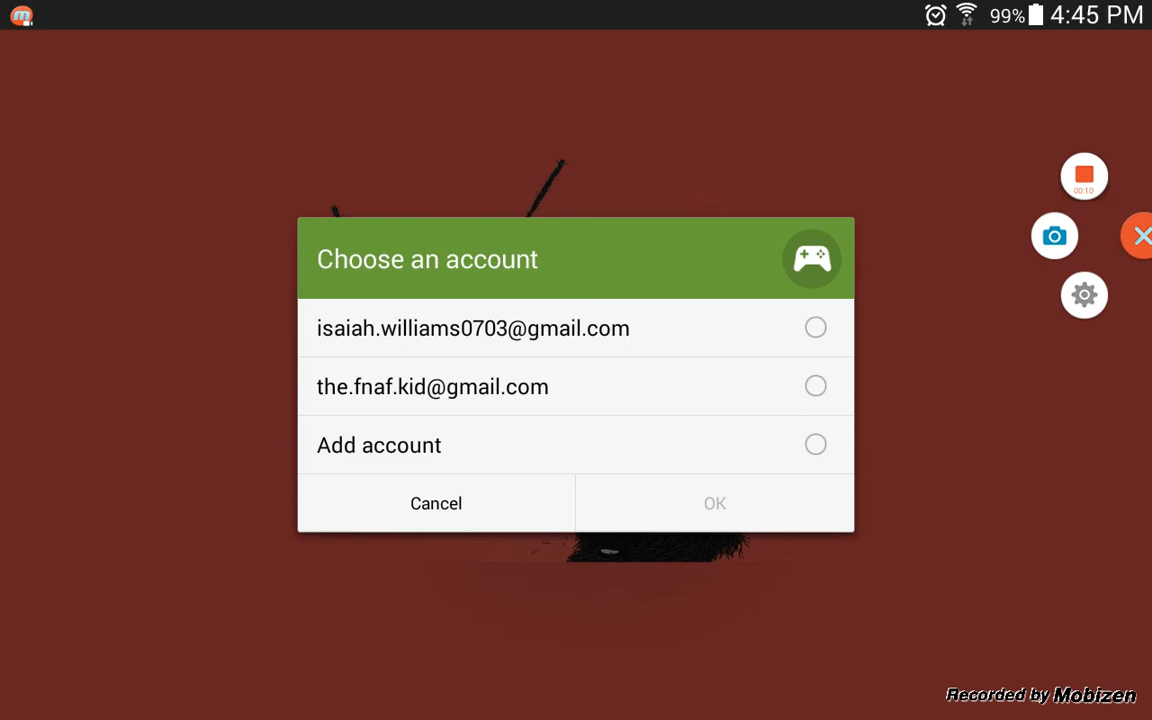 99% 4:45 PM
00:10
Choose an account
isaiah.williams0703@gmail.com
the.fnaf.kid@gmail.com
Add account
Cancel OK
Recorded by Mobizen